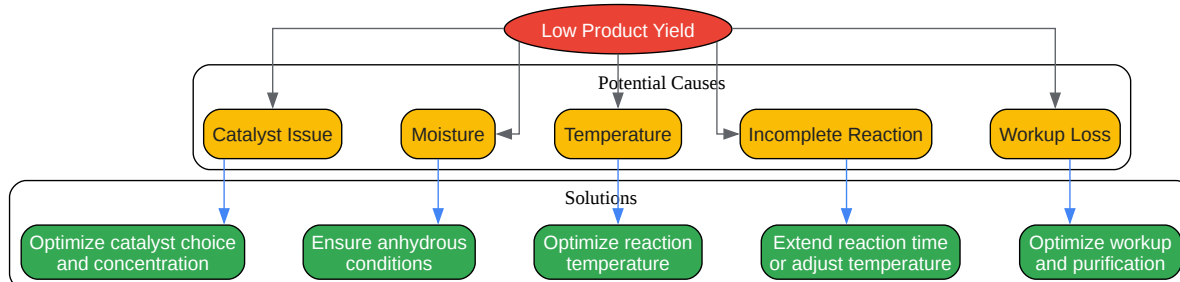 Low Product Yield
Potential Causes
Catalyst Issue
Moisture
Temperature
Incomplete Reaction
Workup Loss
Solutions
Optimize catalyst choice
and concentration
Ensure anhydrous
conditions
Optimize reaction
temperature
Extend reaction time
or adjust temperature
Optimize workup
and purification